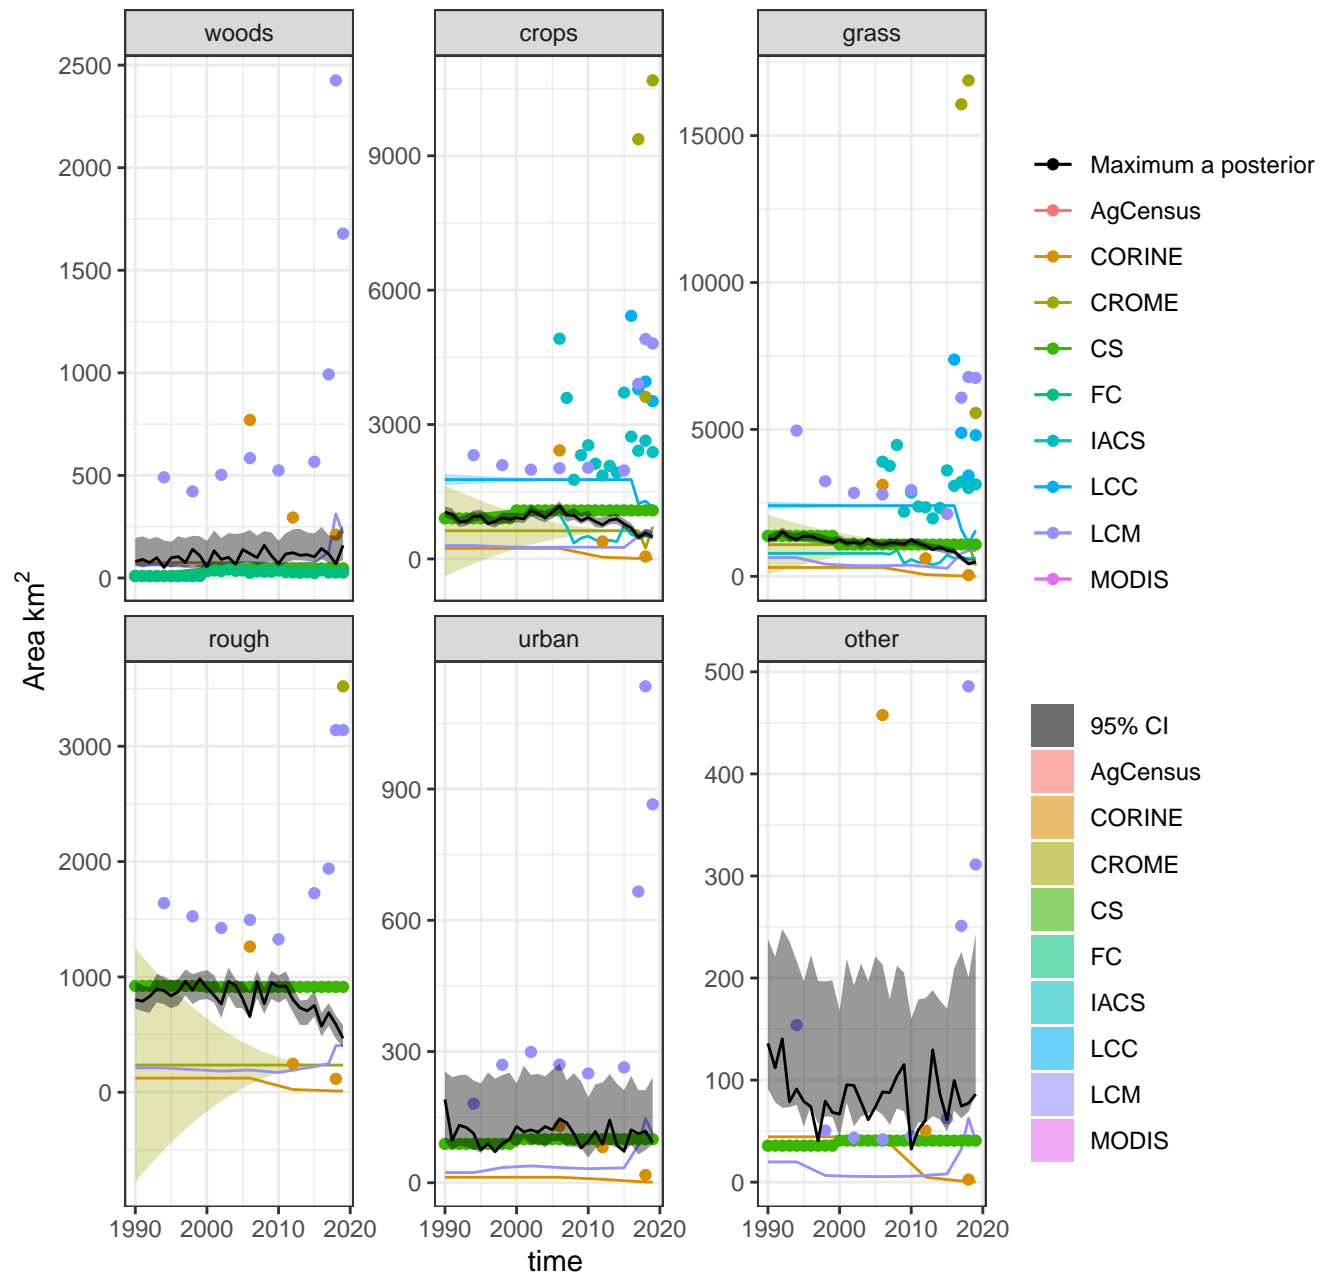 woods
crops
grass
2500
2000
1500
1000
500
0
9000
6000
3000
0
15000
10000
5000
0
Area km2
rough
urban
other
3000
2000
1000
0
900
600
300
0
500
400
300
200
100
0
1990 2000 2010 2020
1990 2000 2010 2020
1990 2000 2010 2020
time
Maximum a posterior
AgCensus
CORINE
CROME
CS
FC
IACS
LCC
LCM
MODIS
95% CI
AgCensus
CORINE
CROME
CS
FC
IACS
LCC
LCM
MODIS